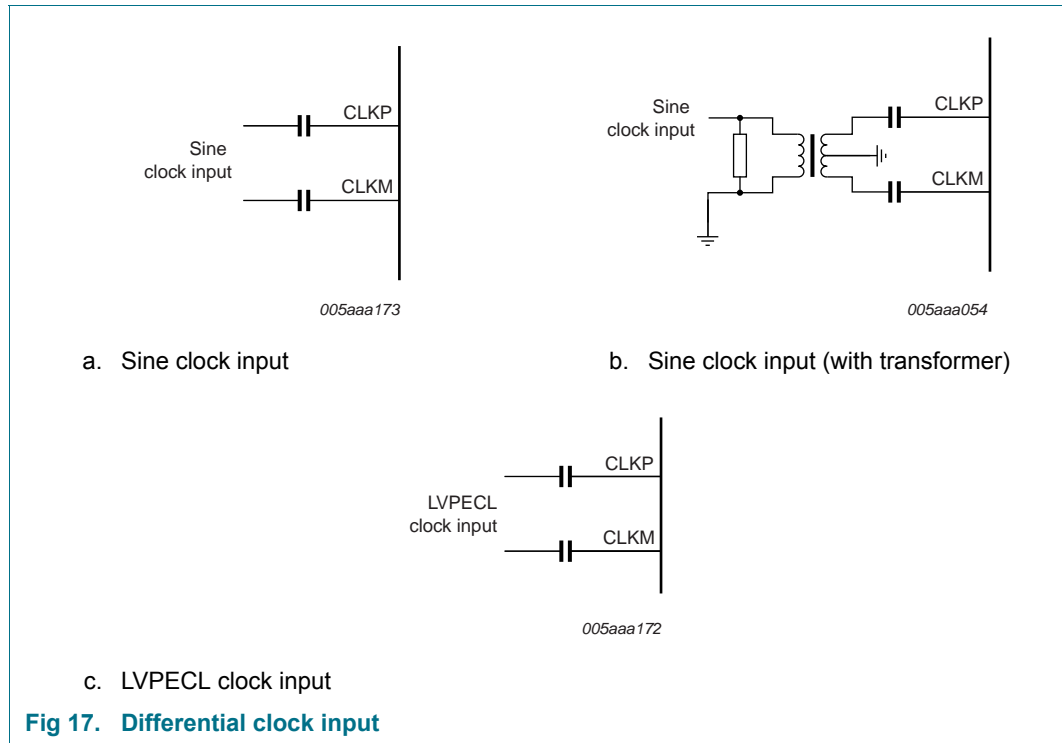 CLKP
Sine
clock input
CLKM
005aaa173
a. Sine clock input
Sine
clock input
CLKP
CLKM
005aaa054
b. Sine clock input (with transformer)
CLKP
LVPECL
clock input
CLKM
005aaa172
c. LVPECL clock input
Fig 17. Differential clock input